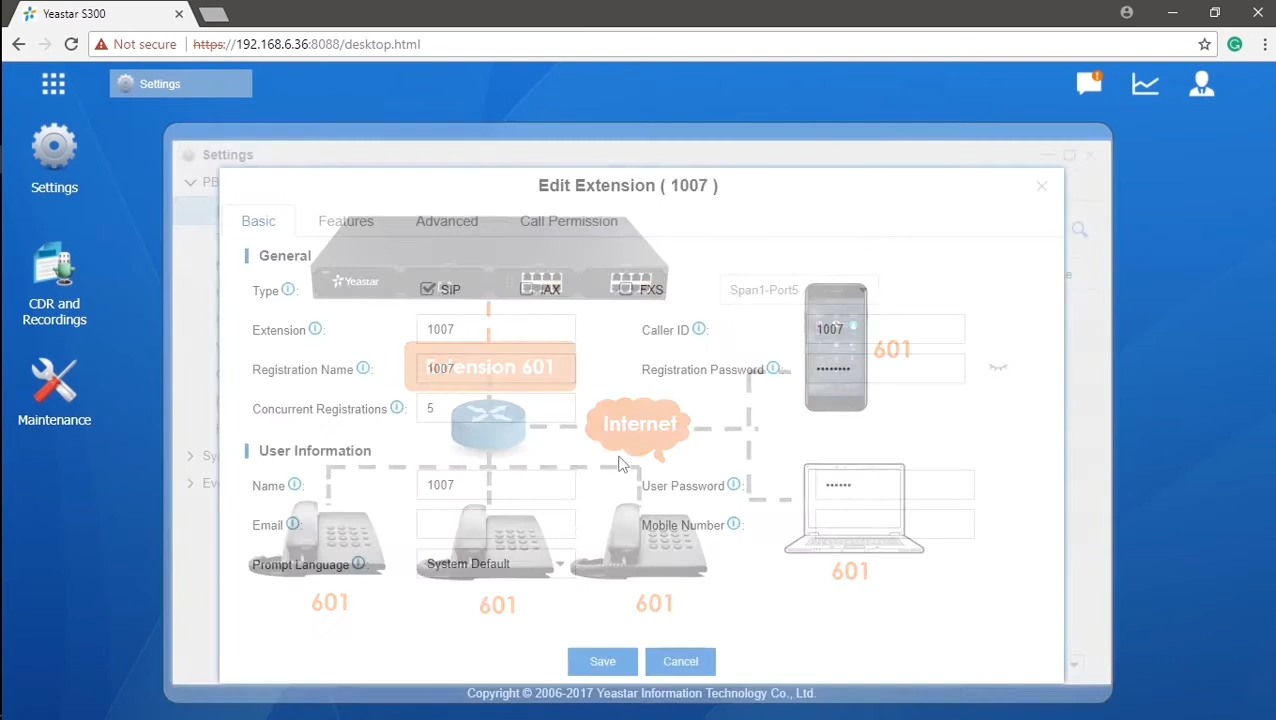 Yeastar S300
Not secure https://192.168.6.36:8088/desktop.html
Settings
Settings
CDR and
Recordings
Maintenance
Settings
PB
Edit Extension ( 1007 )
Basic Features Advanced Call Permission
General
Yeastar
Type SIP IAX FXS Span1-Port5
Extension 1007 Caller ID : 1007
601
Registration Name : 1007 Registration Password :
Extension 601
Concurrent Registrations : 5
Internet
User Information
Sy
Ev
Name : 1007 User Password :
Email : Mobile Number :
Prompt Language : System Default
601
601 601 601
Save Cancel
Copyright © 2006-2017 Yeastar Information Technology Co., Ltd.